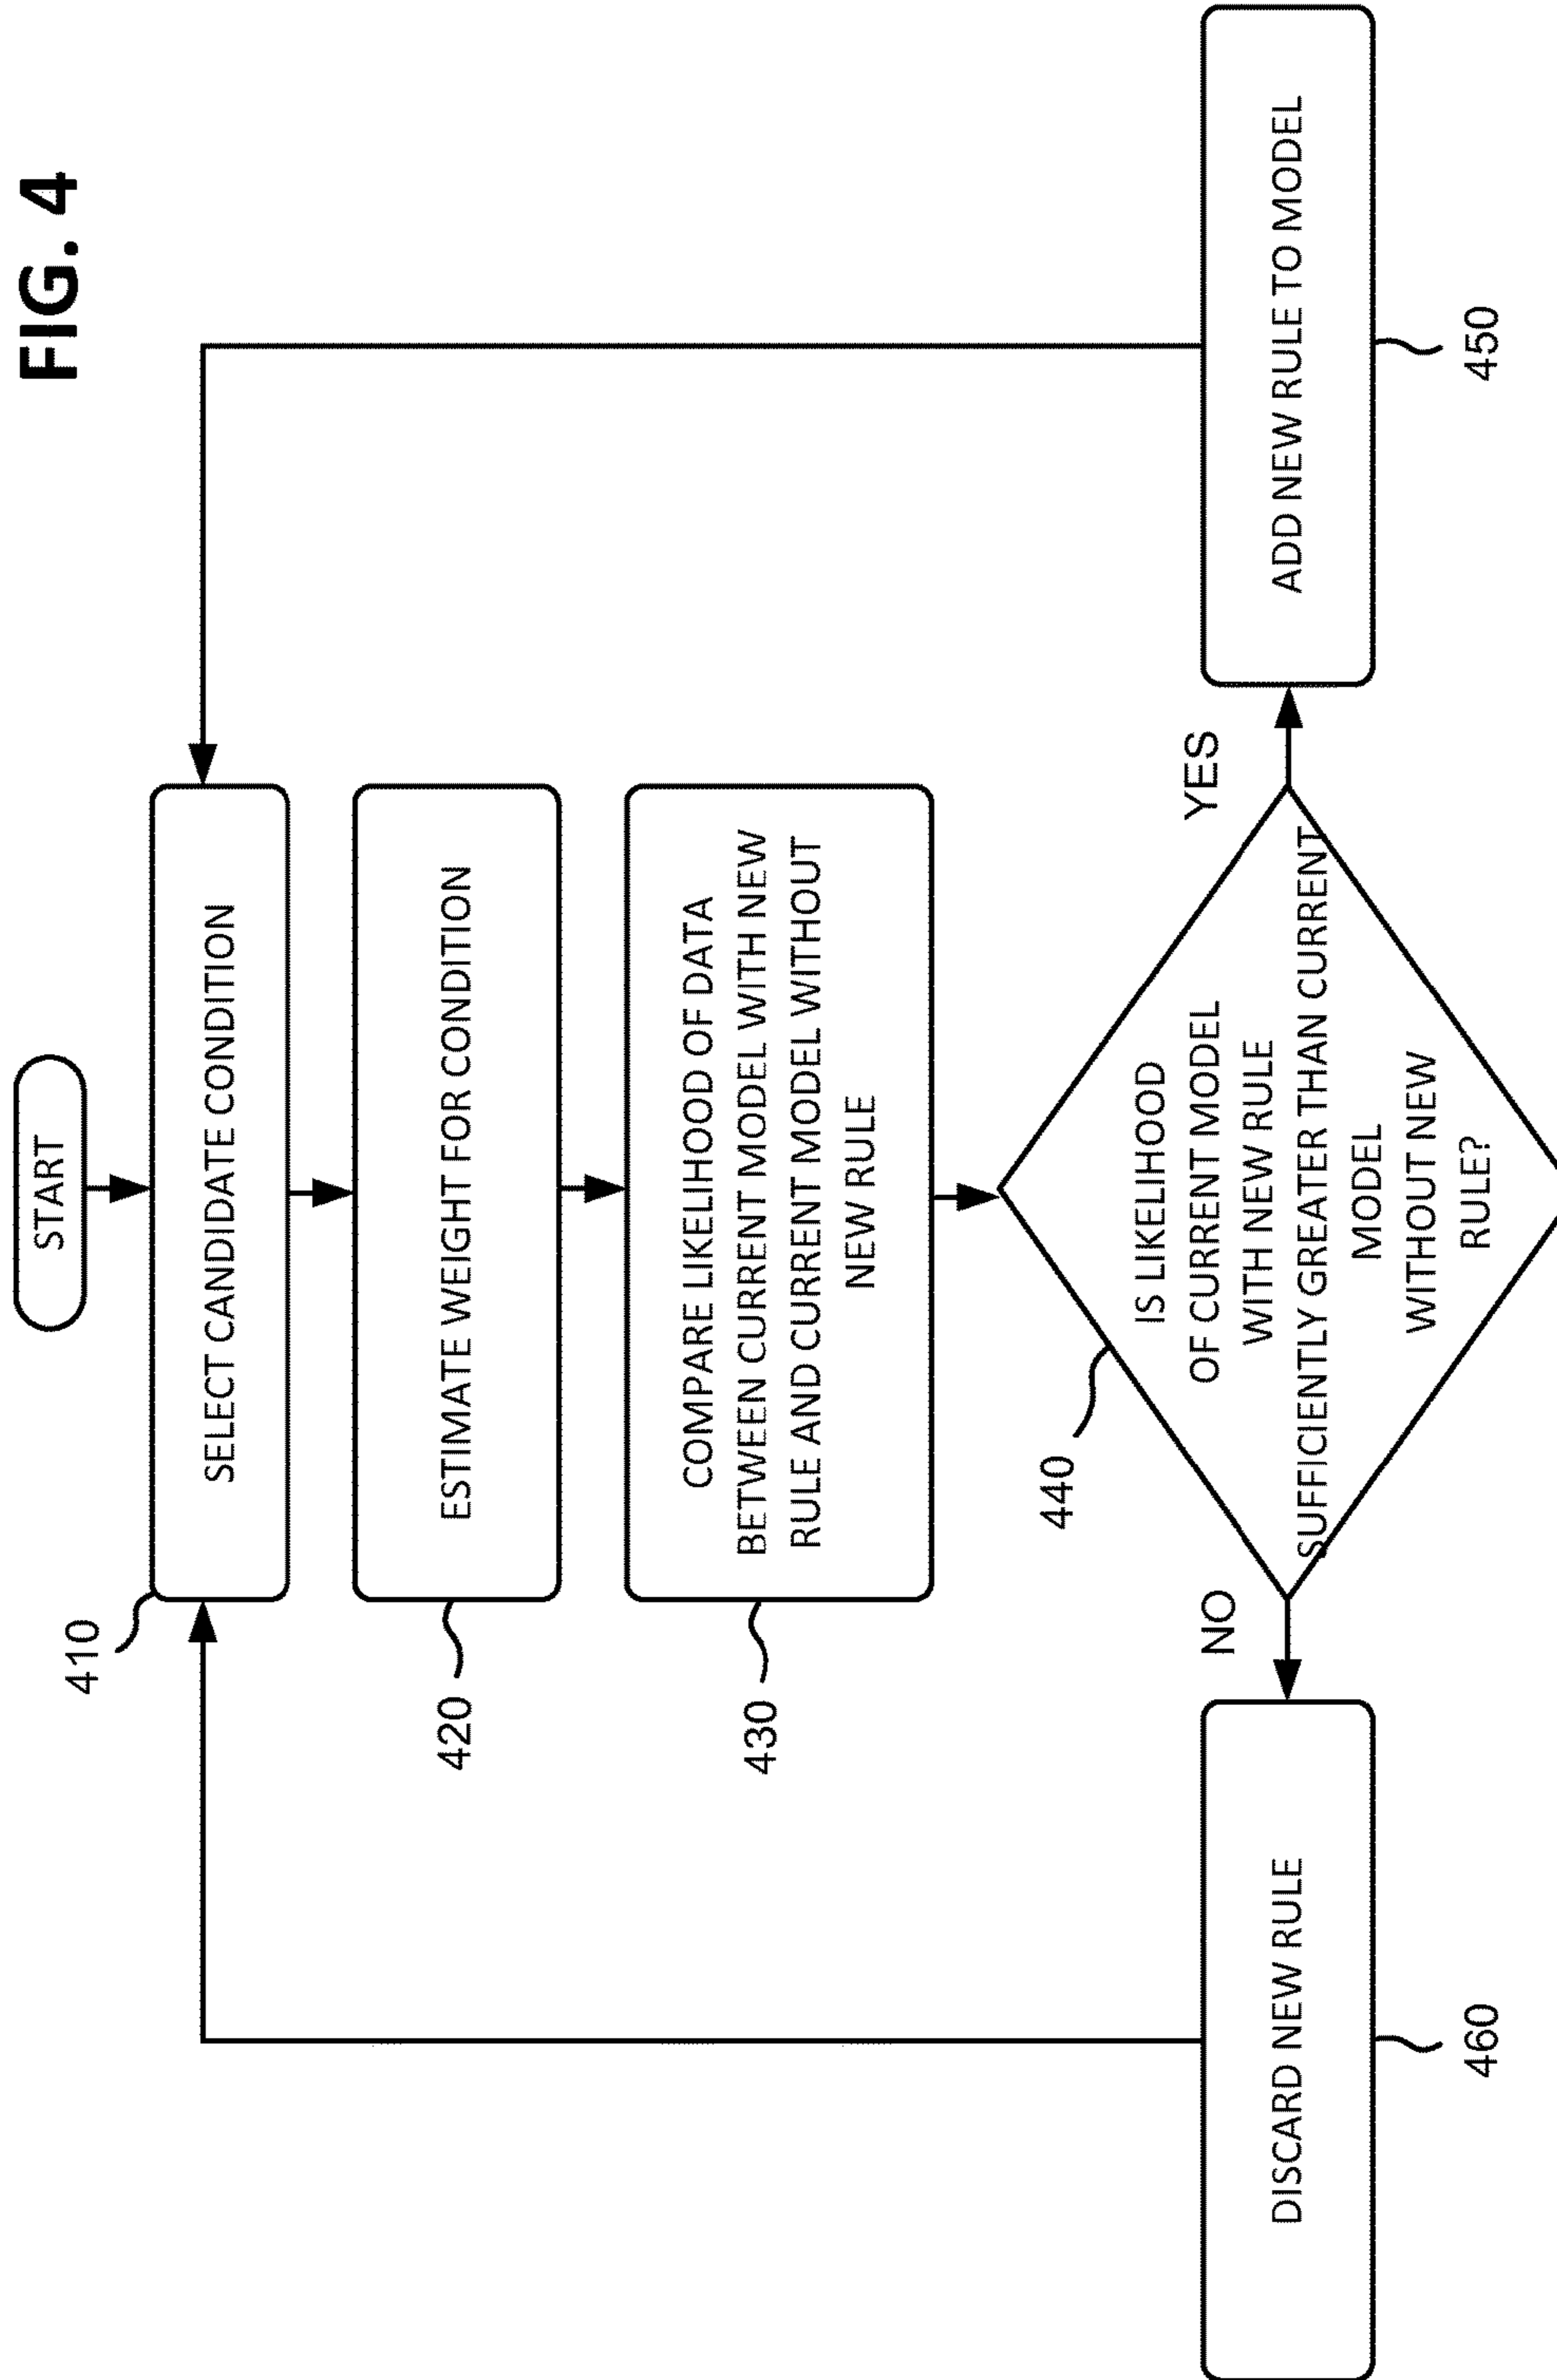 FIG. 4
START
410
SELECT CANDIDATE CONDITION
420
ESTIMATE WEIGHT FOR CONDITION
430
COMPARE LIKELIHOOD OF DATA
BETWEEN CURRENT MODEL WITH NEW
RULE AND CURRENT MODEL WITHOUT
NEW RULE
440
IS LIKELIHOOD
OF CURRENT MODEL
WITH NEW RULE
SUFFICIENTLY GREATER THAN CURRENT
MODEL
WITHOUT NEW
RULE?
NO
YES
DISCARD NEW RULE
460
ADD NEW RULE TO MODEL
450